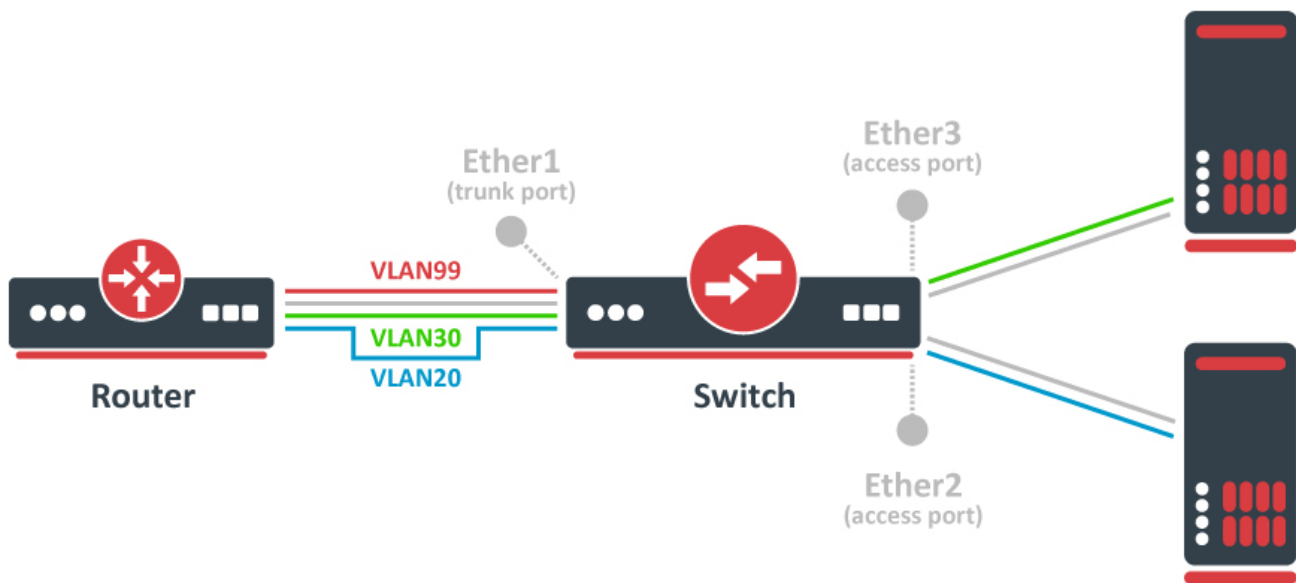 Ether3
(access port)
Ether1
(trunk port)
VLAN99
VLAN30
VLAN20
Router
Switch
Ether2
(access port)